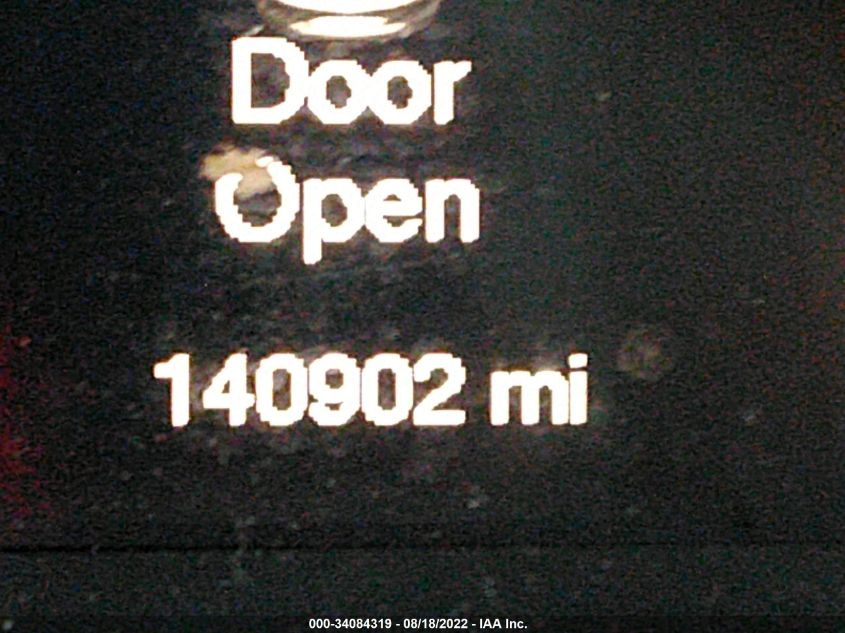 Door
Open
140902 mi
000-34084319 - 08/18/2022 - IAA Inc.